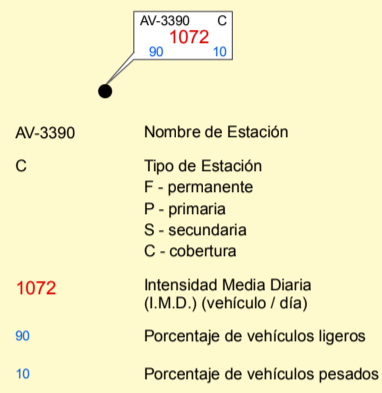 AV-3390 C
1072
90 10
AV-3390 Nombre de Estación
C Tipo de Estación
F - permanente
P - primaria
S - secundaria
C - cobertura
1072 Intensidad Media Diaria
(I.M.D.) (vehículo / día)
90 Porcentaje de vehículos ligeros
10 Porcentaje de vehículos pesados